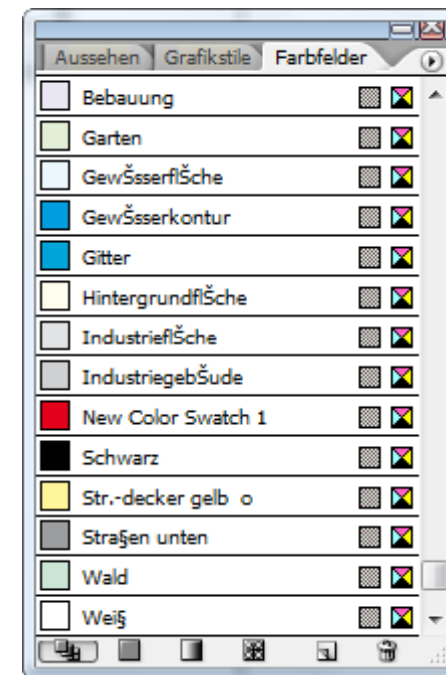 Aussehen Grafikstile Farbfelder
Bebauung
Garten
GewŠsserflŠche
GewŠsserkontur
Gitter
HintergrundflŠche
IndustrieflŠche
IndustriegebŠude
New Color Swatch 1
Schwarz
Str.-decker gelb o
Stra§en unten
Wald
Wei§